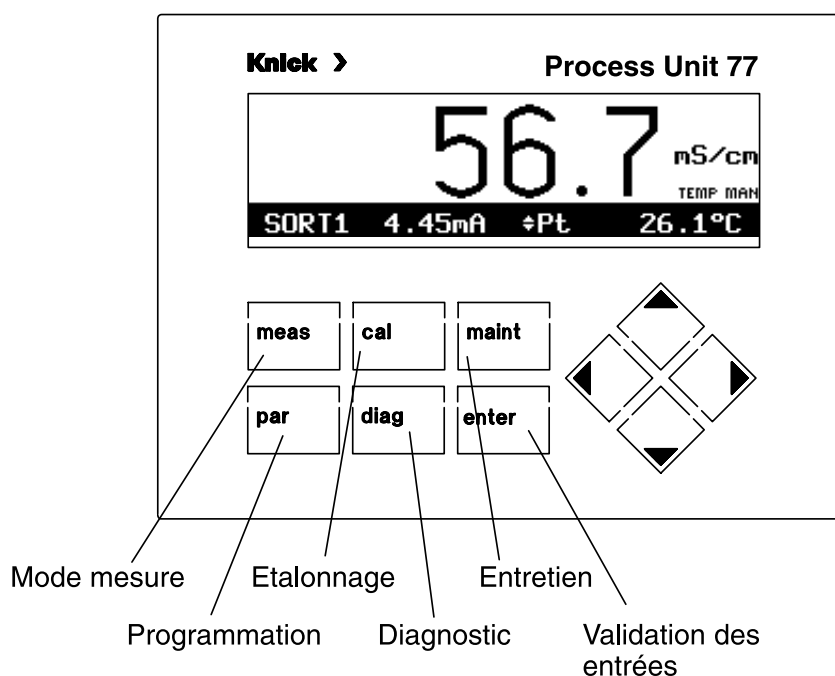 Knick >
Process Unit 77
56.7 mS/cm
TEMP MAN
SORT1 4.45mA ♦Pt 26.1°C
meas cal maint
par diag enter
Mode mesure Etalonnage Entretien
Programmation Diagnostic Validation des
entrées